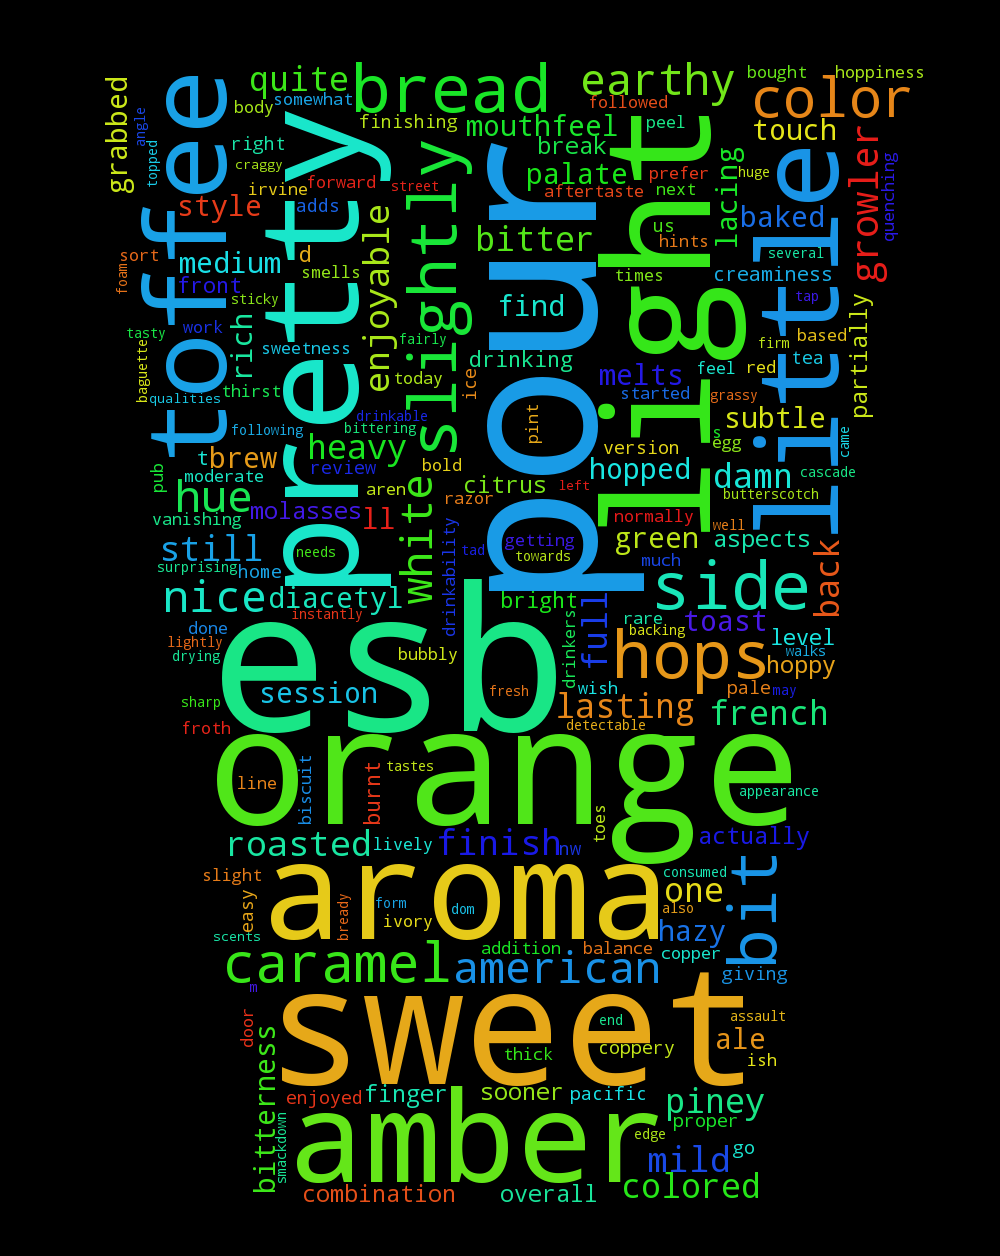 grabbed
angle
topped
toffee
quite
body
somewhat
right
craggy
irvine
forward
style
adds
pretty
bread
finishing
mouthfeel
break
street
slightly
earthy
followed
peel
palate
prefer
aftertaste
next
bought
hoppiness
color
touch
huge
growler
quenching
lacing
baked
little
light
pour
bitter
us
hints
several
sort
foam
medium
d
smells
front
enjoyable
find
times
creaminess
tap
sticky
tasty
work
rich
sweetness
fairly
drinking
firm
based
partially
baguette
qualities
thirst
today
ice
melts
feel
red
tea
started
grassy
following
drinkable
bittering
pint
subtle
s
egg
came
t
brew
heavy
version
pub
moderate
review
bold
hopped
damn
cascade
hue
molasses
aren
razor
citrus
left
butterscotch
vanishing
ll
white
normally
well
still
needs
drinkability
tad
getting
towards
green
aspects
back
surprising
home
much
side
nice
diacetyl
instantly
bright
full
rare
toast
done
lightly
drying
esb
bubbly
drinkers
backing
level
walks
hops
hoppy
session
fresh
wish
pale
may
sharp
froth
lasting
detectable
french
orange
line
biscuit
burnt
tastes
appearance
toes
roasted
lively
finish
nw
actually
slight
aroma
consumed
one
bit
easy
bready
form
ivory
dom
also
hazy
scents
addition
balance
copper
caramel
american
giving
m
sweet
door
end
assault
thick
coppery
ale
ish
bitterness
enjoyed
finger
sooner
pacific
piney
proper
smackdown
amber
edge
mild
go
combination
overall
colored